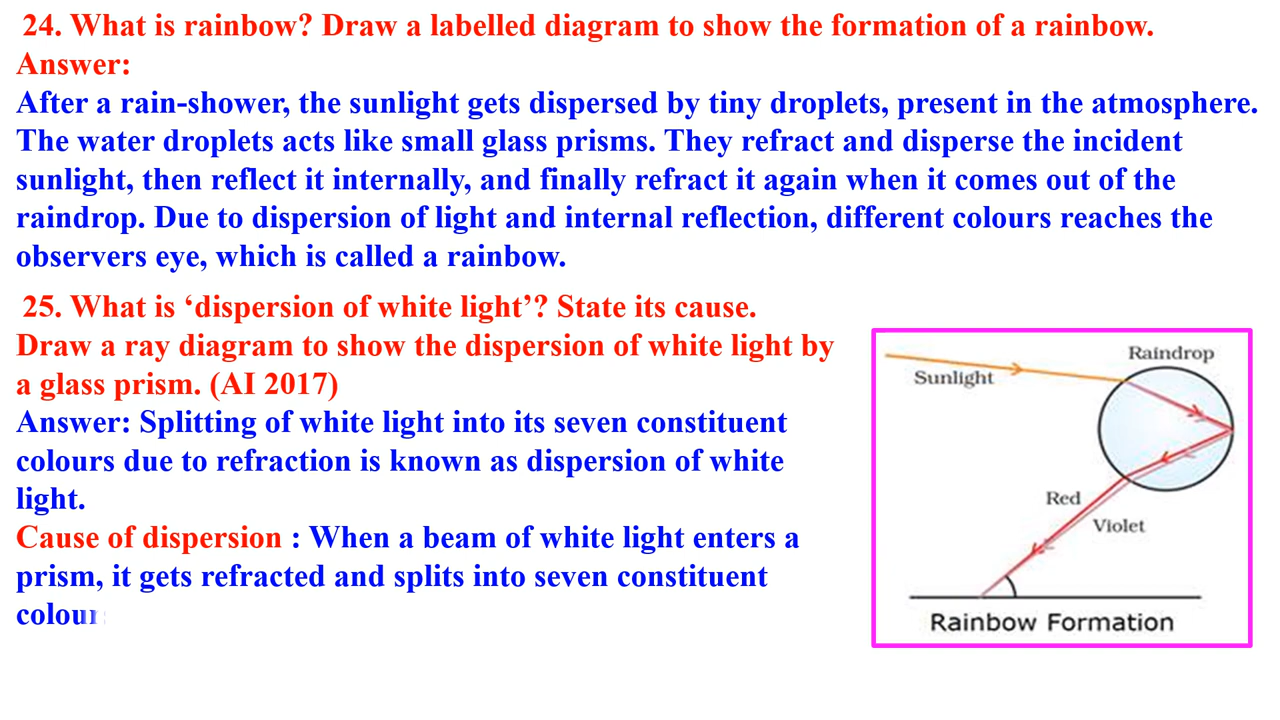 24. What is rainbow? Draw a labelled diagram to show the formation of a rainbow.
Answer:
After a rain-shower, the sunlight gets dispersed by tiny droplets, present in the atmosphere.
The water droplets acts like small glass prisms. They refract and disperse the incident
sunlight, then reflect it internally, and finally refract it again when it comes out of the
raindrop. Due to dispersion of light and internal reflection, different colours reaches the
observers eye, which is called a rainbow.
25. What is ‘dispersion of white light’? State its cause.
Draw a ray diagram to show the dispersion of white light by
a glass prism. (AI 2017)
Answer: Splitting of white light into its seven constituent
colours due to refraction is known as dispersion of white
light.
Cause of dispersion : When a beam of white light enters a
prism, it gets refracted and splits into seven constituent
colour
Raindrop
Sunlight
Red
Violet
Rainbow Formation